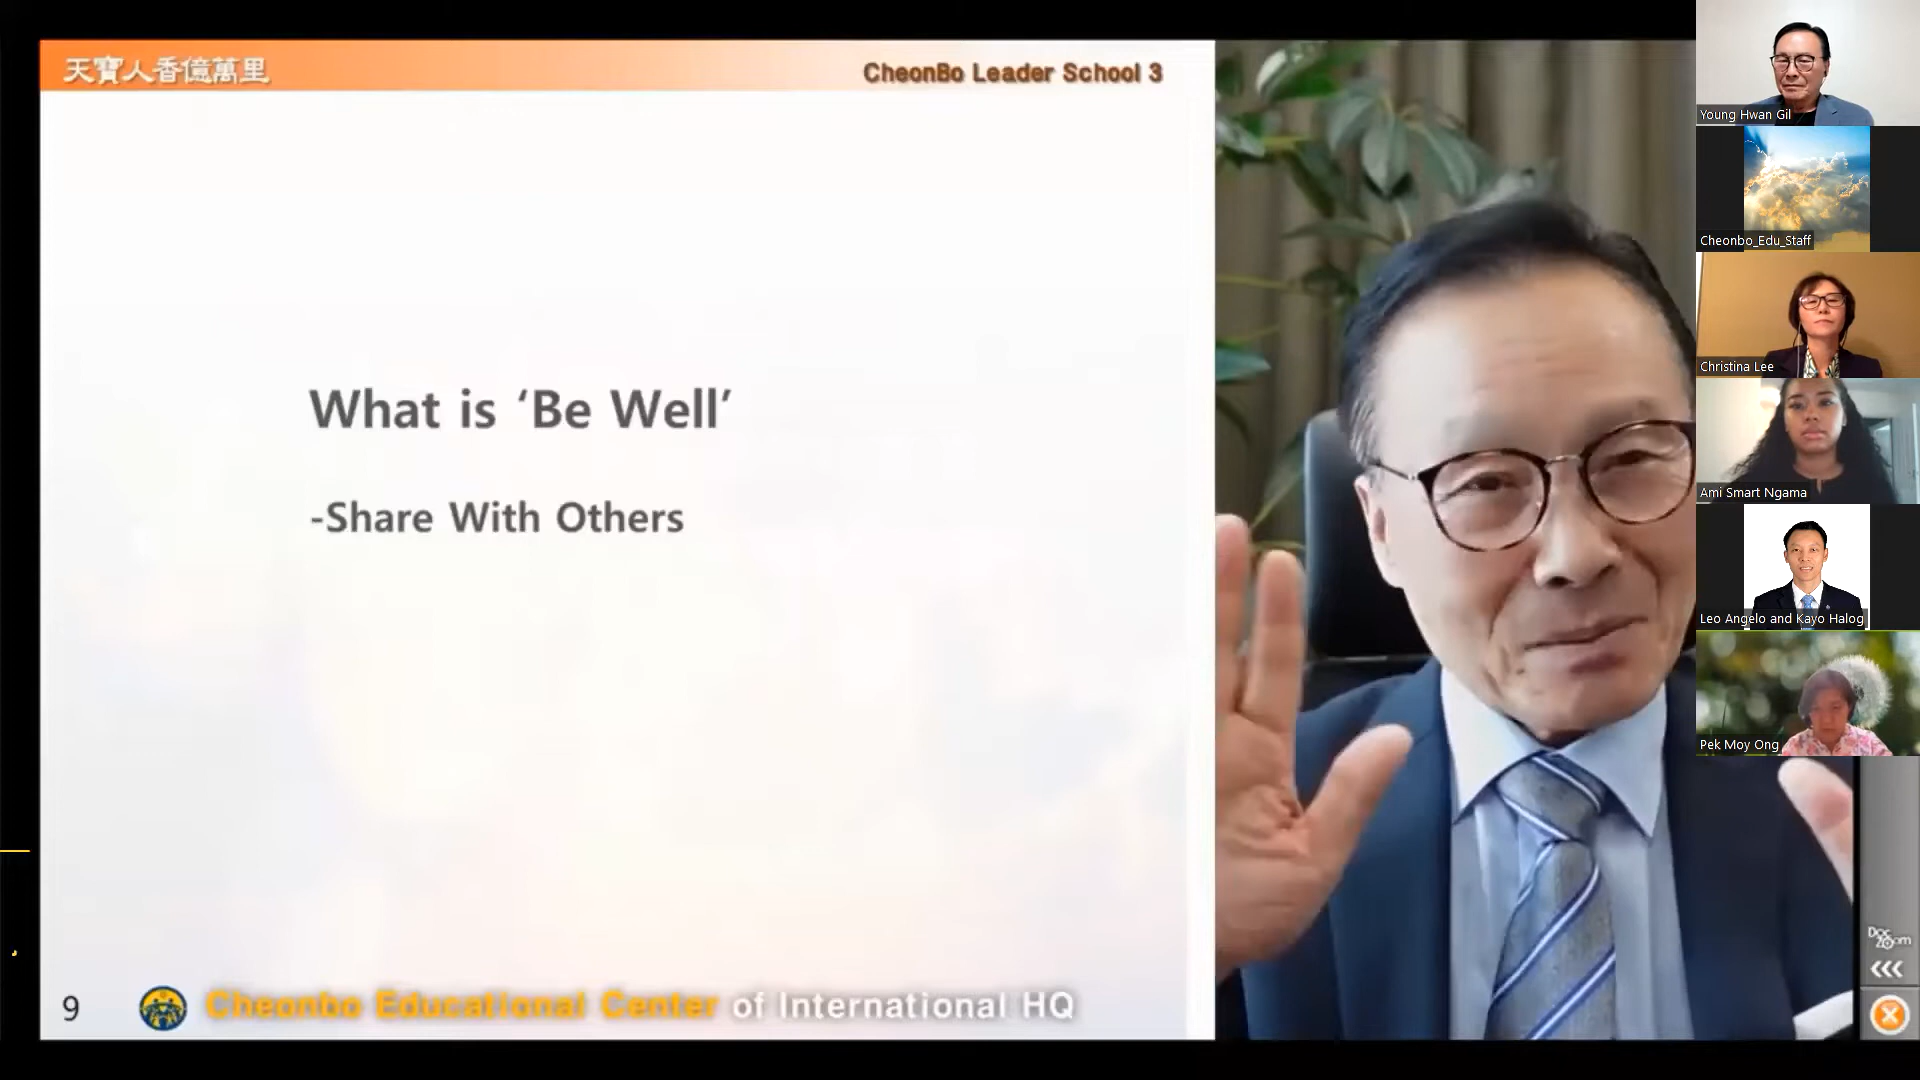 天寶人香億萬里
CheonBo Leader School 3
What is ‘Be Well’
-Share With Others
9
Cheonbo Educational Center of International HQ
Young Hwan Gil
Cheonbo_Edu_Staff
Christina Lee
Ami Smart Ngama
Leo Angelo and Kayo Halog
Pek Moy Ong
Doc
Zoom